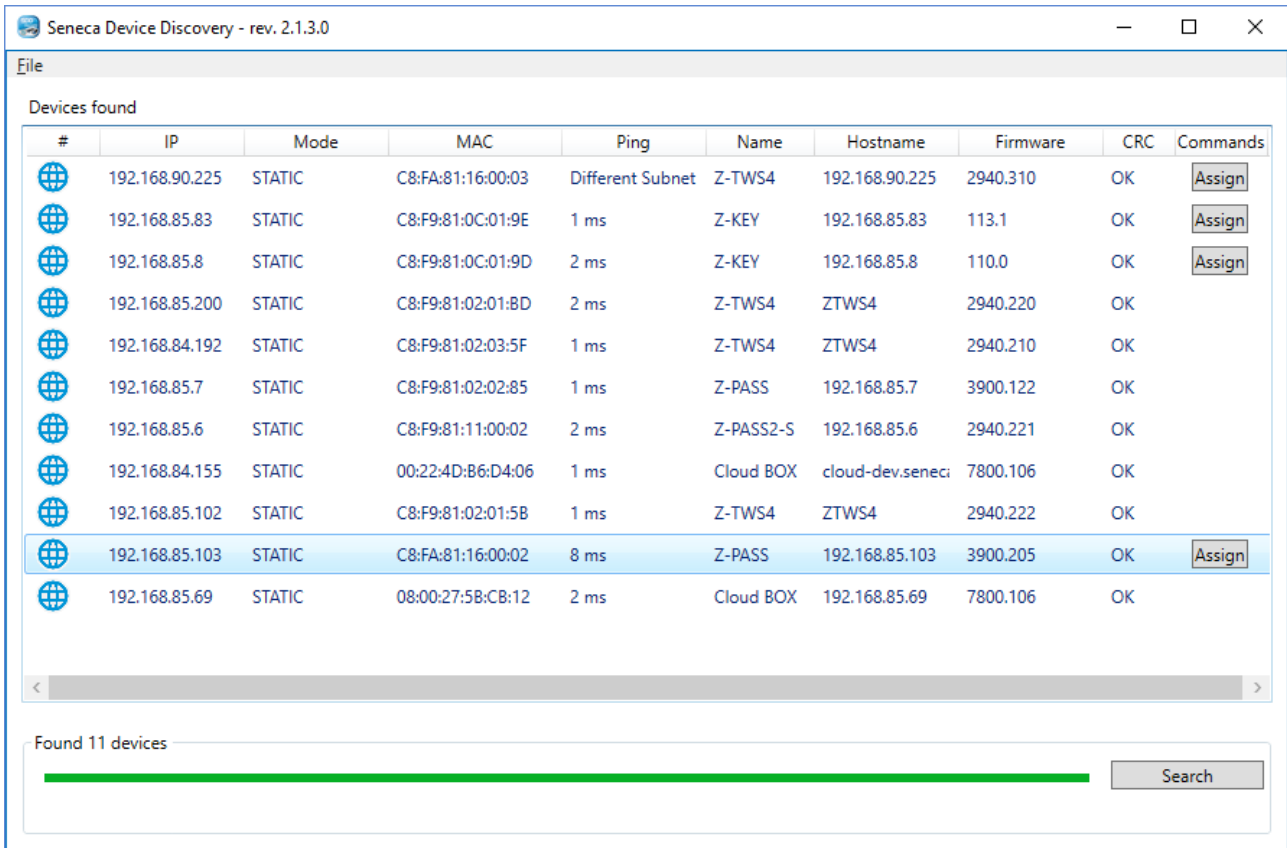 Seneca Device Discovery - rev. 2.1.3.0
File
Devices found
# IP Mode MAC Ping Name Hostname Firmware CRC Commands
192.168.90.225 STATIC C8:FA:81:16:00:03 Different Subnet Z-TWS4 192.168.90.225 2940.310 OK Assign
192.168.85.83 STATIC C8:F9:81:0C:01:9E 1 ms Z-KEY 192.168.85.83 113.1 OK Assign
192.168.85.8 STATIC C8:F9:81:0C:01:9D 2 ms Z-KEY 192.168.85.8 110.0 OK Assign
192.168.85.200 STATIC C8:F9:81:02:01:BD 2 ms Z-TWS4 ZTWS4 2940.220 OK
192.168.84.192 STATIC C8:F9:81:02:03:5F 1 ms Z-TWS4 ZTWS4 2940.210 OK
192.168.85.7 STATIC C8:F9:81:02:02:85 1 ms Z-PASS 192.168.85.7 3900.122 OK
192.168.85.6 STATIC C8:F9:81:11:00:02 2 ms Z-PASS2-S 192.168.85.6 2940.221 OK
192.168.84.155 STATIC 00:22:4D:B6:D4:06 1 ms Cloud BOX cloud-dev.seneca 7800.106 OK
192.168.85.102 STATIC C8:F9:81:02:01:5B 1 ms Z-TWS4 ZTWS4 2940.222 OK
192.168.85.103 STATIC C8:FA:81:16:00:02 8 ms Z-PASS 192.168.85.103 3900.205 OK Assign
192.168.85.69 STATIC 08:00:27:5B:CB:12 2 ms Cloud BOX 192.168.85.69 7800.106 OK
Found 11 devices
Search